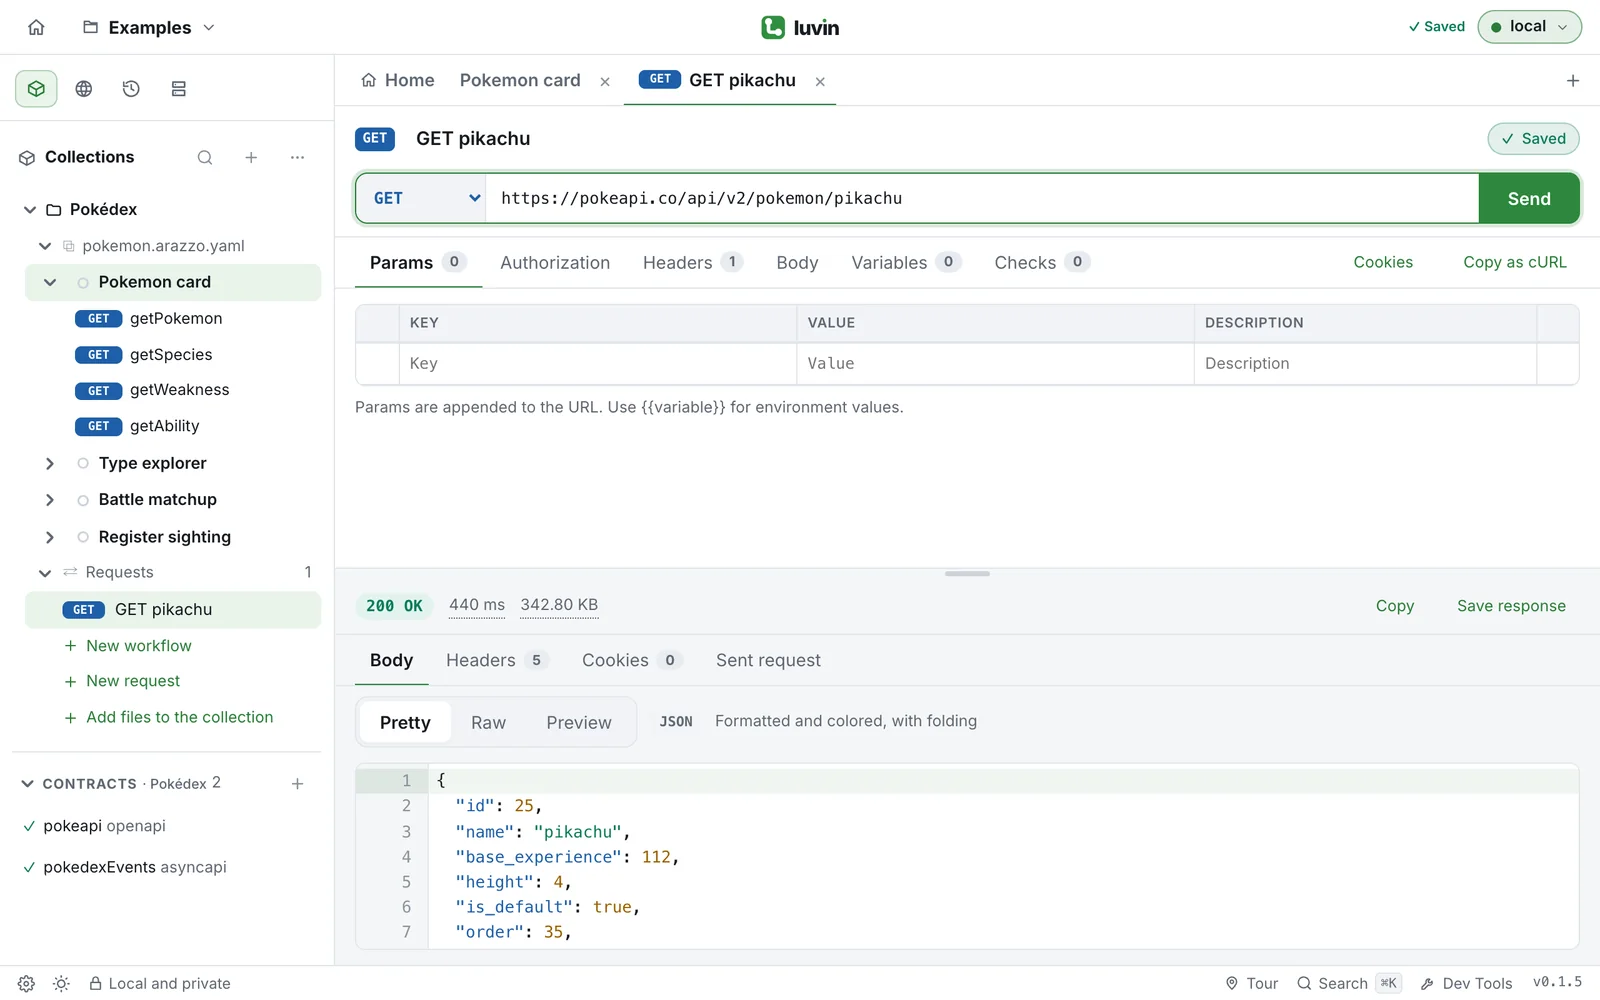 Examples
luvin
Saved
local
Home
Pokemon card
GET GET pikachu
Collections
Pokédex
pokemon.arazzo.yaml
Pokemon card
GET getPokemon
GET getSpecies
GET getWeakness
GET getAbility
Type explorer
Battle matchup
Register sighting
Requests 1
GET GET pikachu
+ New workflow
+ New request
+ Add files to the collection
CONTRACTS · Pokédex 2
pokeapi openapi
pokedexEvents asyncapi
GET GET pikachu
Saved
GET https://pokeapi.co/api/v2/pokemon/pikachu Send
Params 0 Authorization Headers 1 Body Variables 0 Checks 0 Cookies Copy as cURL
KEY VALUE DESCRIPTION
Key Value Description
Params are appended to the URL. Use {{variable}} for environment values.
200 OK 440 ms 342.80 KB Copy Save response
Body Headers 5 Cookies 0 Sent request
Pretty Raw Preview JSON Formatted and colored, with folding
1 {
2 "id": 25,
3 "name": "pikachu",
4 "base_experience": 112,
5 "height": 4,
6 "is_default": true,
7 "order": 35,
Local and private
Tour Search ⌘K Dev Tools v0.1.5